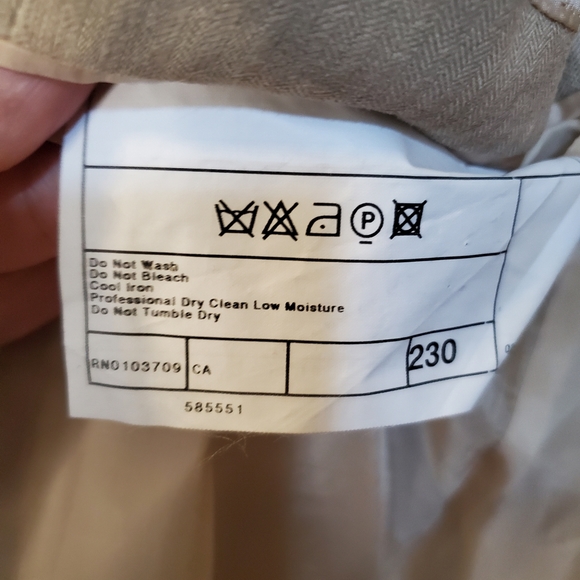 P
Do Not Wash
Do Not Bleach
Cool Iron
Professional Dry Clean Low Moisture
Do Not Tumble Dry
RN0103709 CA 230
585551